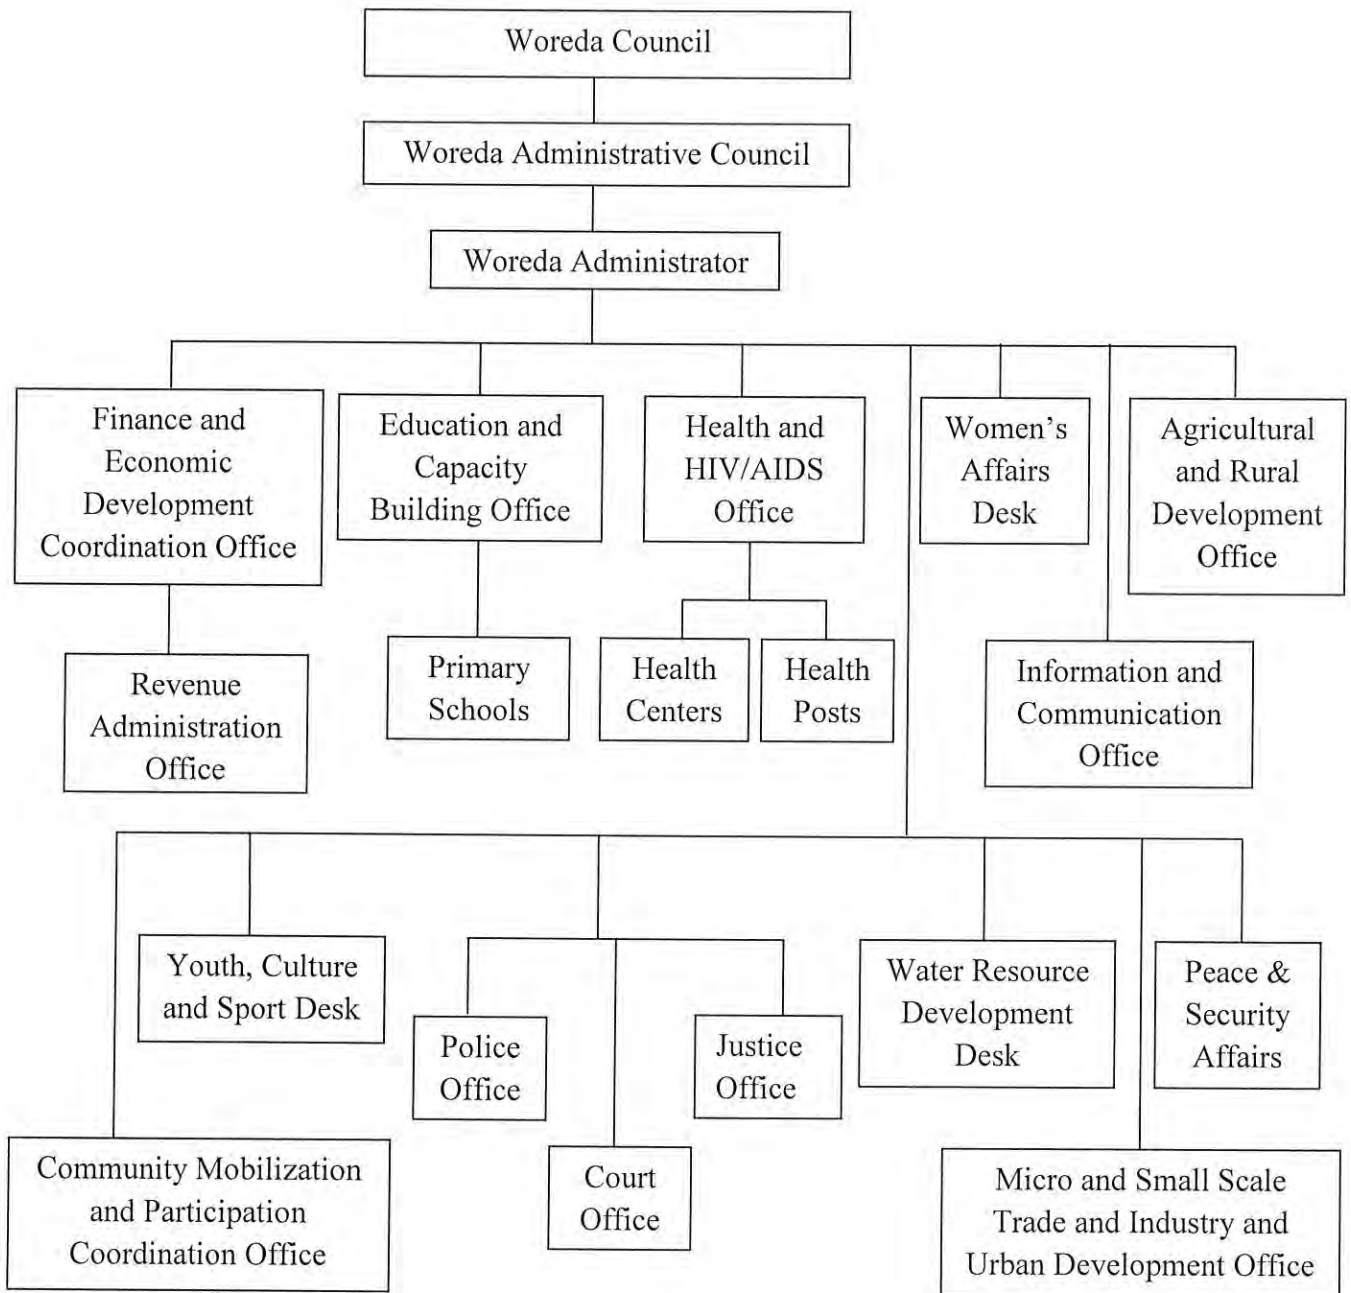 Woreda Council
Woreda Administrative Council
Woreda Administrator
Finance and
Economic
Development
Coordination Office
Education and
Capacity
Building Office
Health and
HIV/AIDS
Office
Women's
Affairs
Desk
Agricultural
and Rural
Development
Office
Revenue
Administration
Office
Primary
Schools
Health
Centers
Health
Posts
Information and
Communication
Office
Youth, Culture
and Sport Desk
Police
Office
Justice
Office
Water Resource
Development
Desk
Peace &
Security
Affairs
Community Mobilization
and Participation
Coordination Office
Court
Office
Micro and Small Scale
Trade and Industry and
Urban Development Office